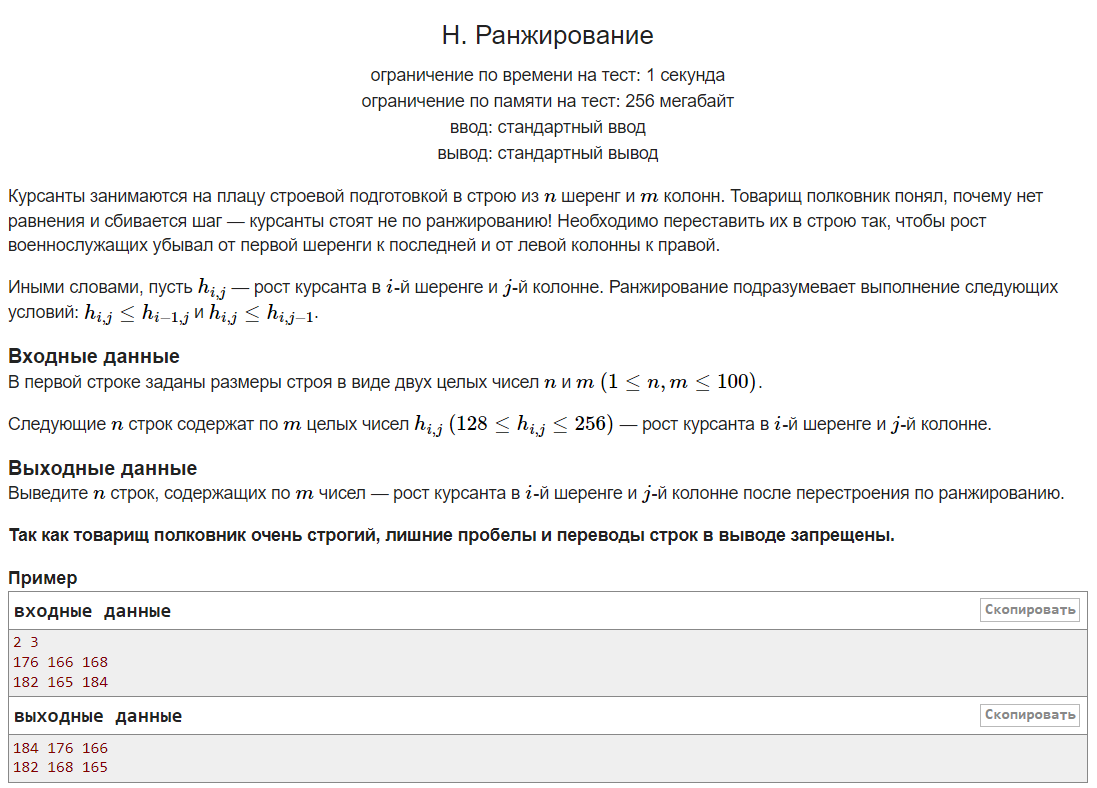 Н. Ранжирование
ограничение по времени на тест: 1 секунда
ограничение по памяти на тест: 256 мегабайт
ввод: стандартный ввод
вывод: стандартный вывод
Курсанты занимаются на плацу строевой подготовкой в строю из n шеренг и m колонн. Товарищ полковник понял, почему нет
равнения и сбивается шаг — курсанты стоят не по ранжированию! Необходимо переставить их в строю так, чтобы рост
военнослужащих убывал от первой шеренги к последней и от левой колонны к правой.
Иными словами, пусть h_{i,j} — рост курсанта в i-й шеренге и j-й колонне. Ранжирование подразумевает выполнение следующих
условий: h_{i,j} ≤ h_{i−1,j} и h_{i,j} ≤ h_{i,j−1}.
Входные данные
В первой строке заданы размеры строя в виде двух целых чисел n и m (1 ≤ n, m ≤ 100).
Следующие n строк содержат по m целых чисел h_{i,j} (128 ≤ h_{i,j} ≤ 256) — рост курсанта в i-й шеренге и j-й колонне.
Выходные данные
Выведите n строк, содержащих по m чисел — рост курсанта в i-й шеренге и j-й колонне после перестроения по ранжированию.
Так как товарищ полковник очень строгий, лишние пробелы и переводы строк в выводе запрещены.
Пример
входные данные Скопировать
2 3
176 166 168
182 165 184
выходные данные Скопировать
184 176 166
182 168 165